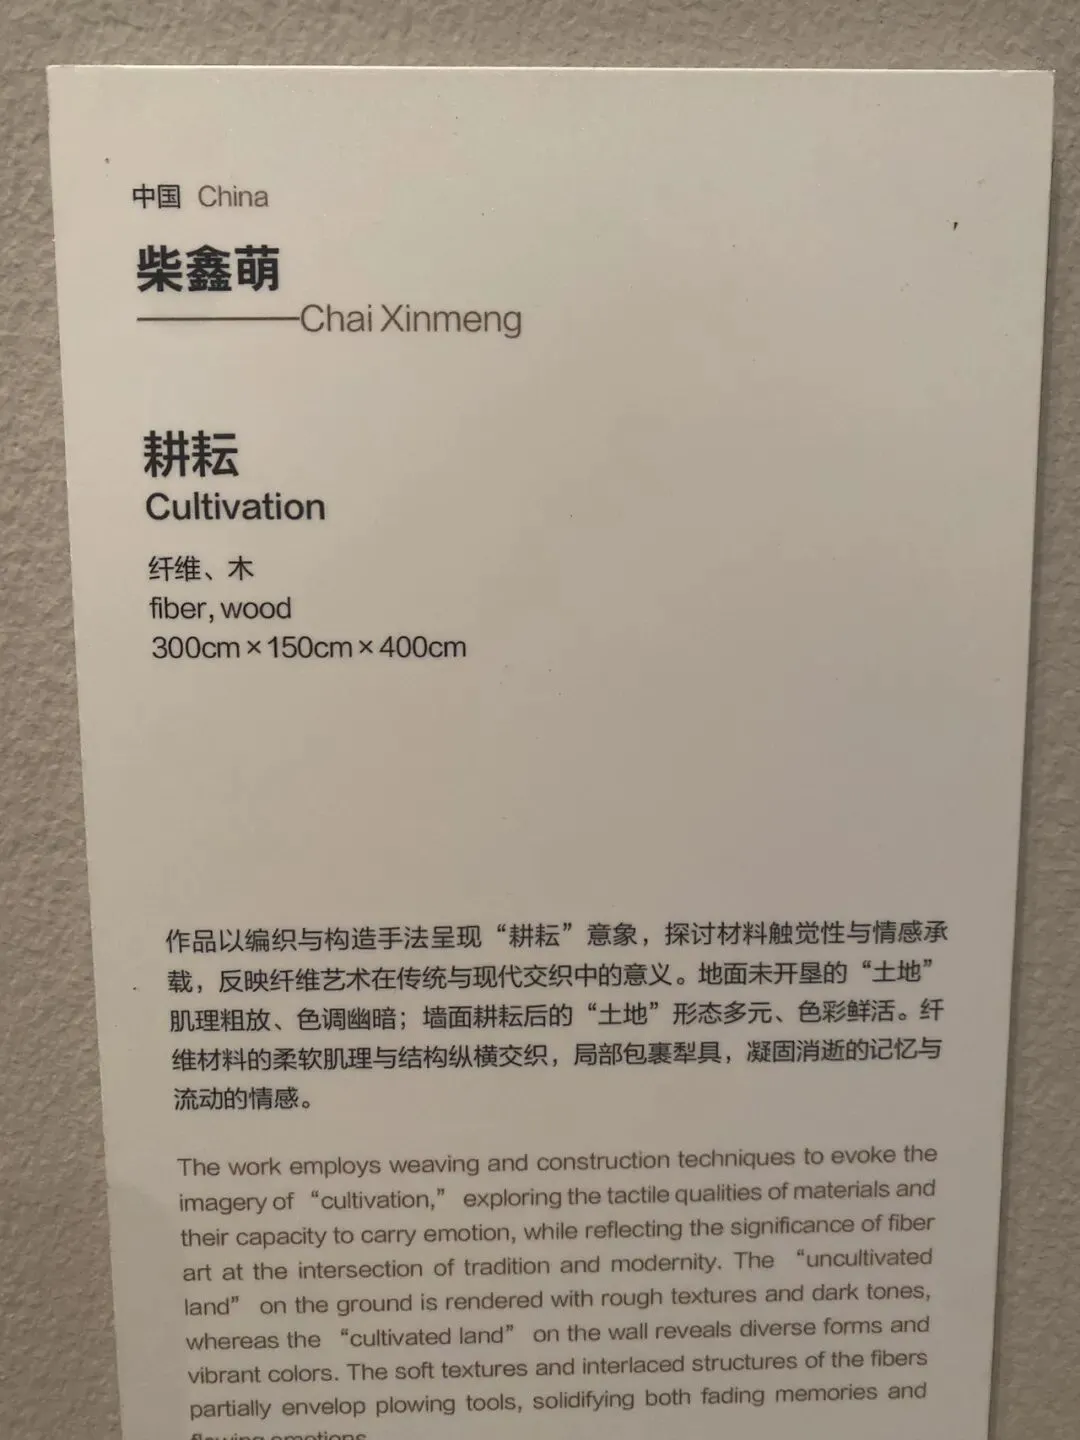 中国 China
柴鑫萌
Chai Xinmeng
耕耘
Cultivation
纤维、木
fiber, wood
300cm×150cm×400cm
作品以编织与构造手法呈现“耕耘”意象，探讨材料触觉性与情感承
载，反映纤维艺术在传统与现代交织中的意义。地面未开垦的“土地”
肌理粗放、色调幽暗；墙面耕耘后的“土地”形态多元、色彩鲜活。纤
维材料的柔软肌理与结构纵横交织，局部包裹犁具，凝固消逝的记忆与
流动的情感。
The work employs weaving and construction techniques to evoke the
imagery of “cultivation,” exploring the tactile qualities of materials and
their capacity to carry emotion, while reflecting the significance of fiber
art at the intersection of tradition and modernity. The “uncultivated
land” on the ground is rendered with rough textures and dark tones,
whereas the “cultivated land” on the wall reveals diverse forms and
vibrant colors. The soft textures and interlaced structures of the fibers
partially envelop plowing tools, solidifying both fading memories and
flowing emotions.